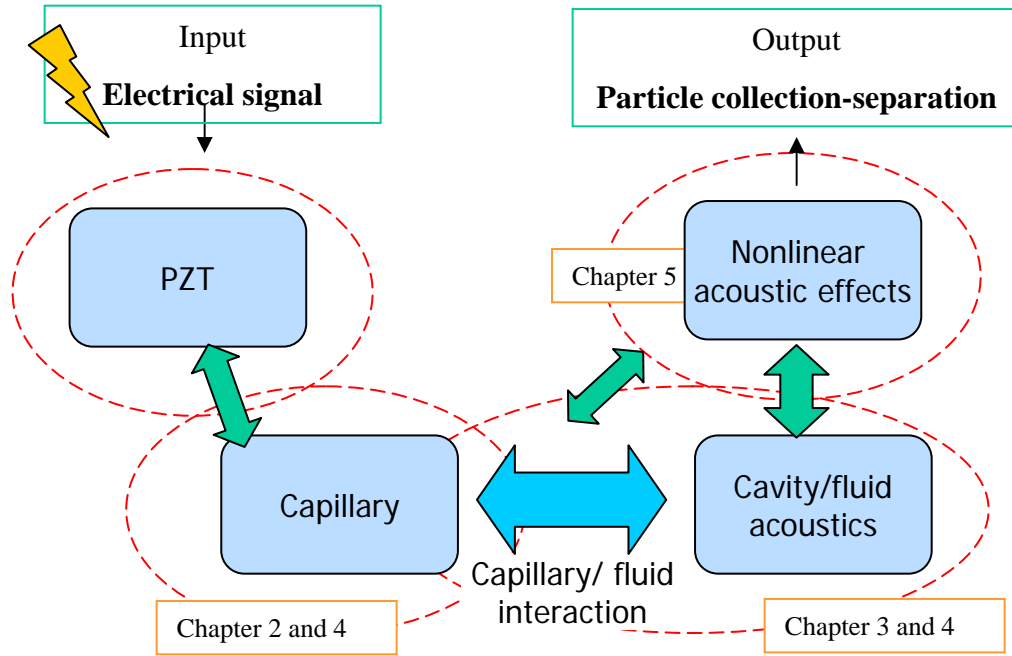 Input
Electrical signal
Output
Particle collection-separation
PZT
Chapter 5
Nonlinear
acoustic effects
Capillary
Cavity/fluid
acoustics
Capillary/ fluid
interaction
Chapter 2 and 4
Chapter 3 and 4